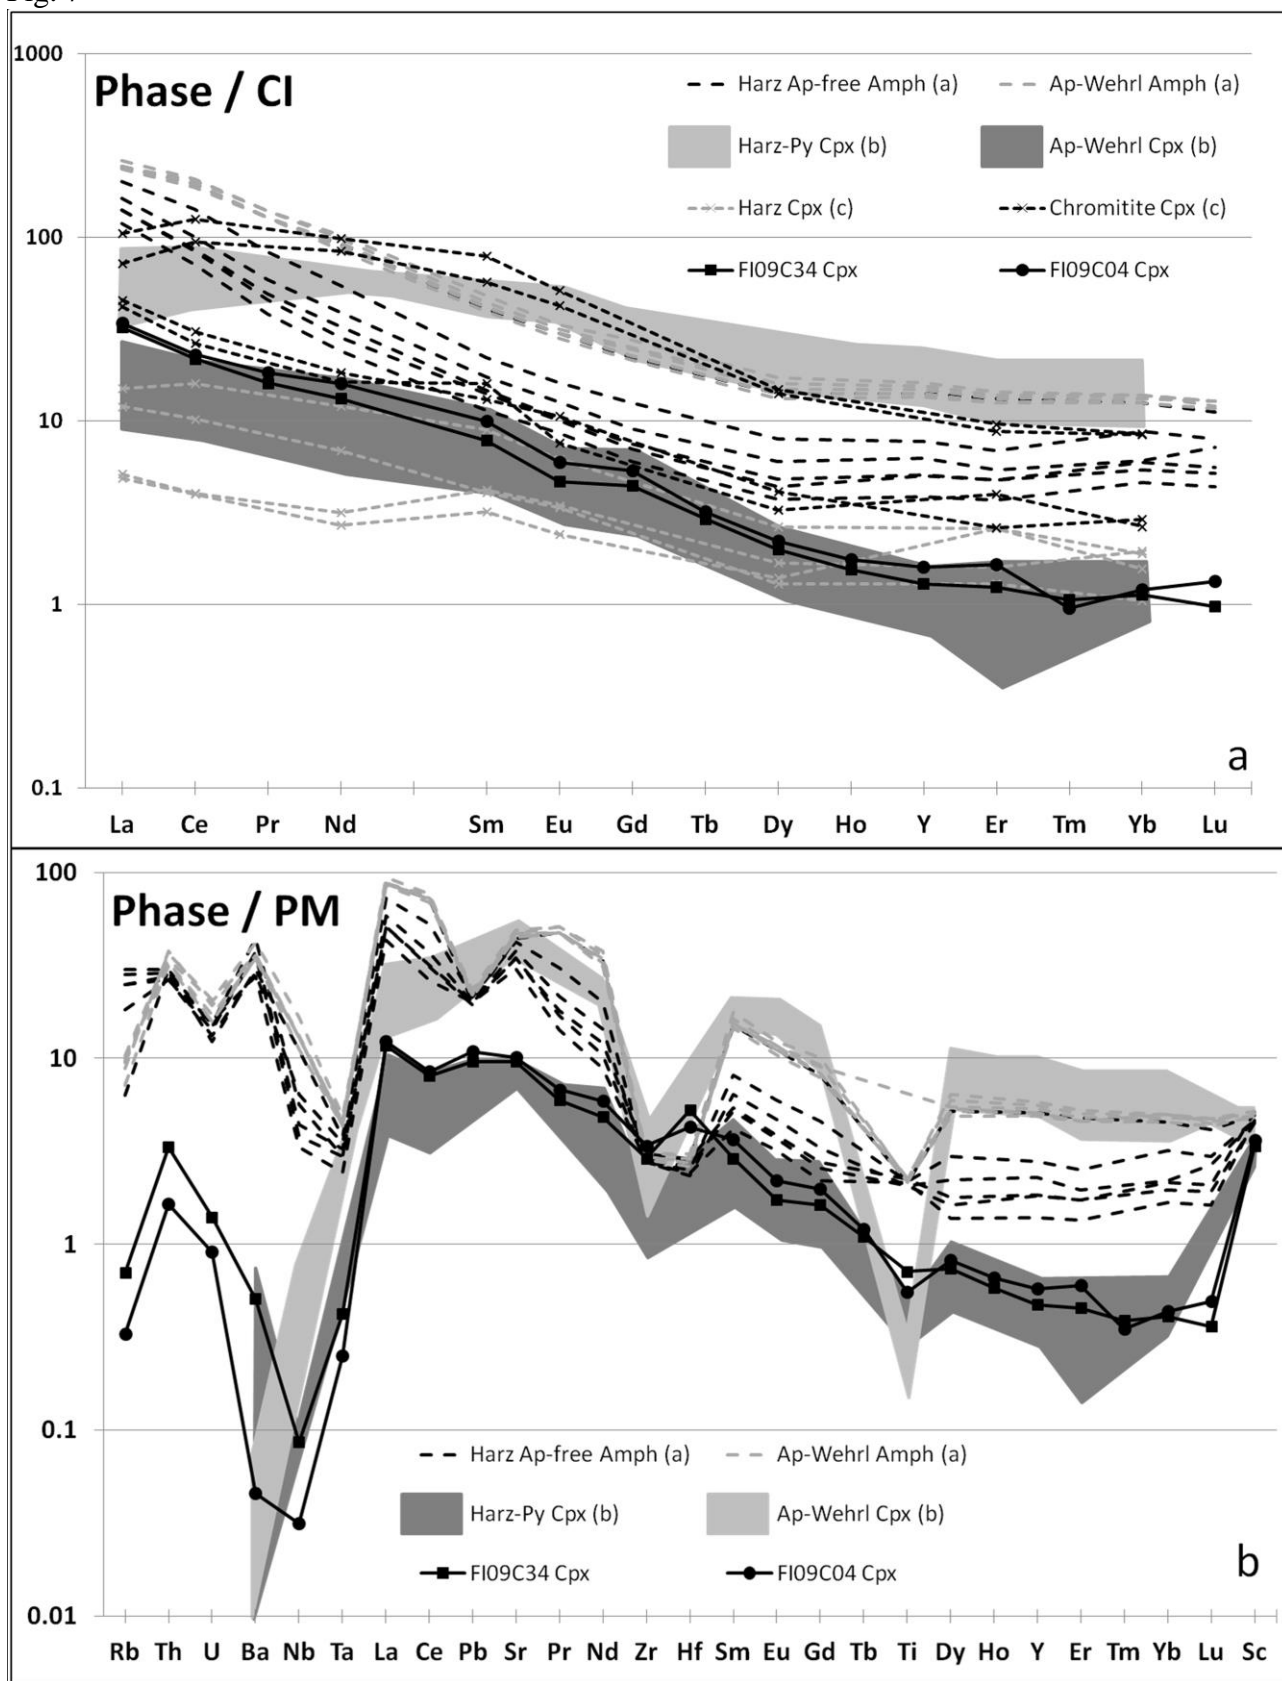 1000
Phase / CI
Harz Ap-free Amph (a)
Ap-Wehrl Amph (a)
Harz-Py Cpx (b)
Ap-Wehrl Cpx (b)
Harz Cpx (c)
Chromitite Cpx (c)
FI09C34 Cpx
FI09C04 Cpx
100
10
1
0.1
a
La Ce Pr Nd Sm Eu Gd Tb Dy Ho Y Er Tm Yb Lu
100
Phase / PM
10
1
0.1
0.01
Harz Ap-free Amph (a)
Ap-Wehrl Amph (a)
Harz-Py Cpx (b)
Ap-Wehrl Cpx (b)
FI09C34 Cpx
FI09C04 Cpx
b
Rb Th U Ba Nb Ta La Ce Pb Sr Pr Nd Zr Hf Sm Eu Gd Tb Ti Dy Ho Y Er Tm Yb Lu Sc